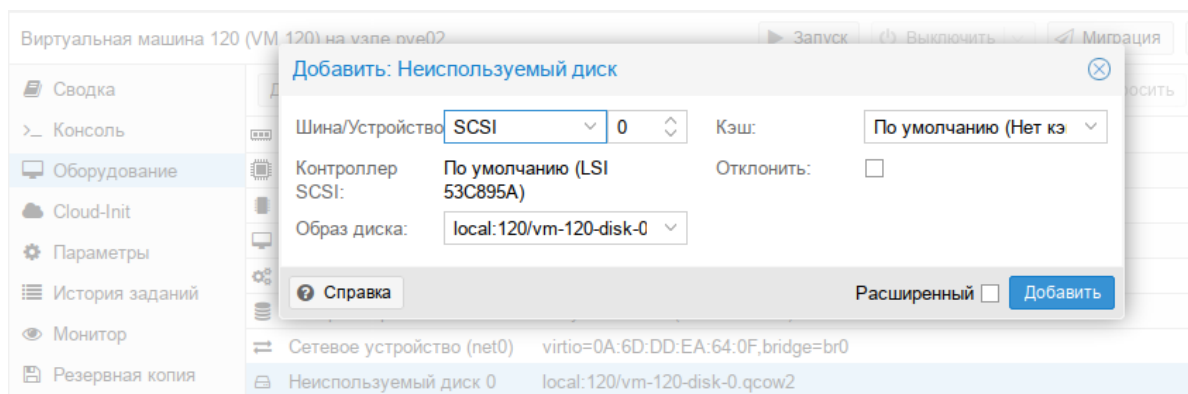 Виртуальная машина 120 (VM 120) на узле pve02
Запуск
Выключить
Миграция
Добавить: Неиспользуемый диск
Сводка
Консоль
Оборудование
Cloud-Init
Параметры
История заданий
Монитор
Резервная копия
Шина/Устройство SCSI 0
Кэш: По умолчанию (Нет кэ
Контроллер SCSI: По умолчанию (LSI 53C895A)
Отклонить:
Образ диска: local:120/vm-120-disk-0
Справка
Расширенный
Добавить
Сетевое устройство (net0) virtio=0A:6D:DD:EA:64:0F,bridge=br0
Неиспользуемый диск 0 local:120/vm-120-disk-0.qcow2